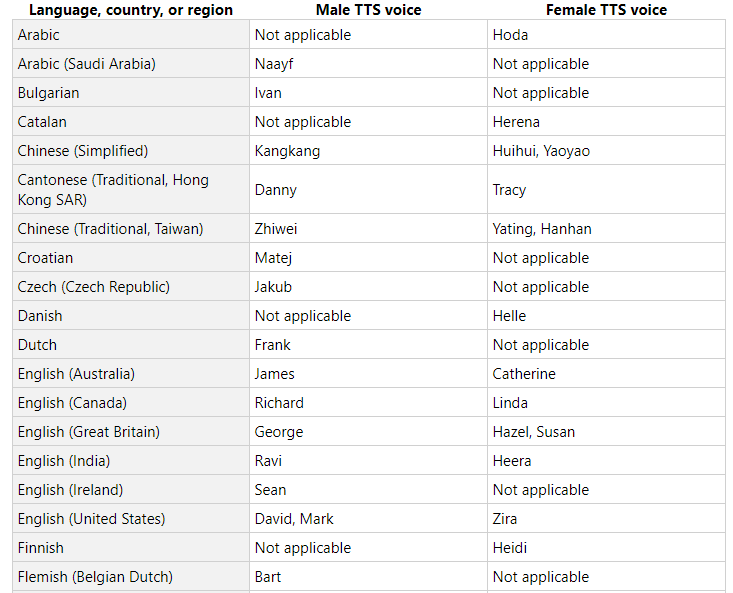 Language, country, or region Male TTS voice Female TTS voice
Arabic Not applicable Hoda
Arabic (Saudi Arabia) Naayf Not applicable
Bulgarian Ivan Not applicable
Catalan Not applicable Herena
Chinese (Simplified) Kangkang Huihui, Yaoyao
Cantonese (Traditional, Hong
Kong SAR) Danny Tracy
Chinese (Traditional, Taiwan) Zhiwei Yating, Hanhan
Croatian Matej Not applicable
Czech (Czech Republic) Jakub Not applicable
Danish Not applicable Helle
Dutch Frank Not applicable
English (Australia) James Catherine
English (Canada) Richard Linda
English (Great Britain) George Hazel, Susan
English (India) Ravi Heera
English (Ireland) Sean Not applicable
English (United States) David, Mark Zira
Finnish Not applicable Heidi
Flemish (Belgian Dutch) Bart Not applicable